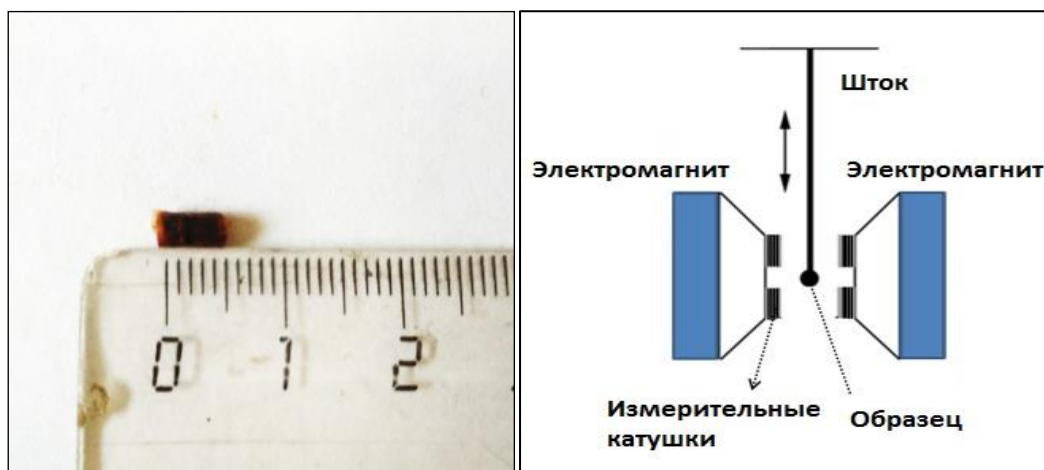 0 1 2
Шток
Электромагнит Электромагнит
Измерительные
катушки
Образец